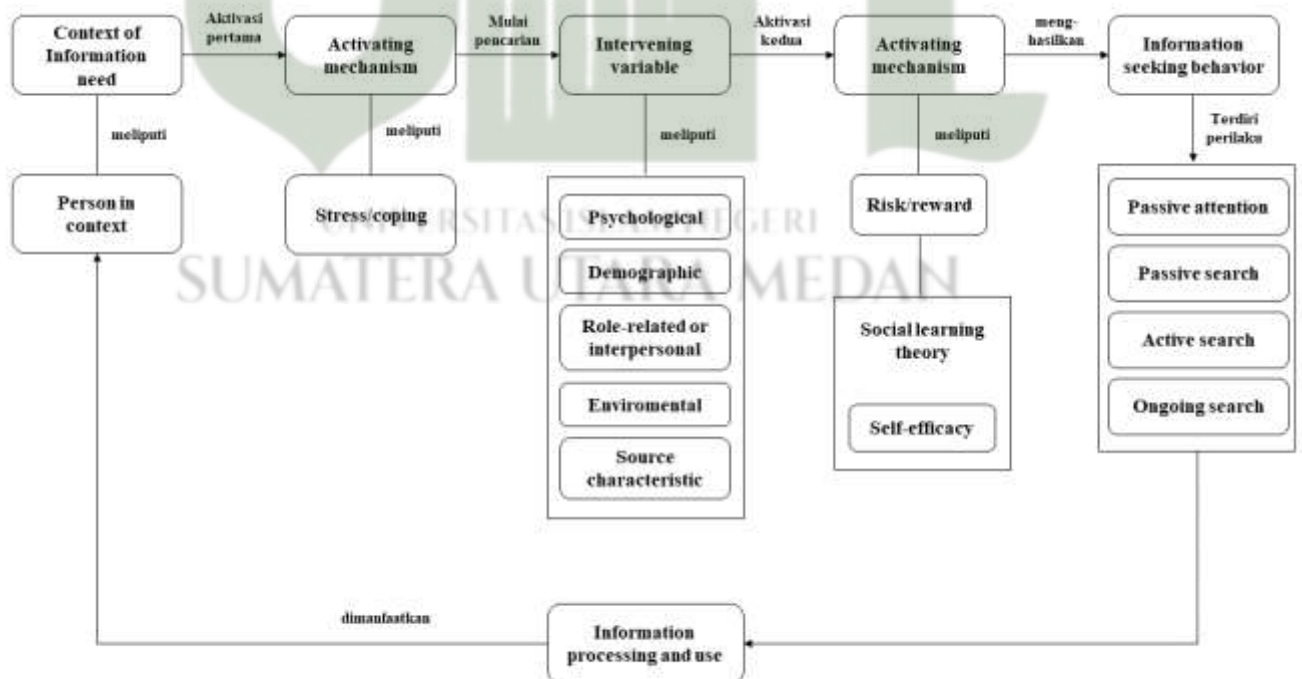 Context of
Information
need
Aktivasi
pertama
Activating
mechanism
Mulai
pencarian
Intervening
variable
Aktivasi
kedua
Activating
mechanism
meng-
hasilkan
Information
seeking behavior
meliputi
meliputi
meliputi
meliputi
Terdiri
perilaku
Person in
context
Stress/coping
Psychological
Demographic
Role-related or
interpersonal
Enviromental
Source
characteristic
Risk/reward
Social learning
theory
Self-efficacy
Passive attention
Passive search
Active search
Ongoing search
UNIVERSITAS ISLAM NEGERI
SUMATERA UTARA MEDAN
dimanfaatkan
Information
processing and use